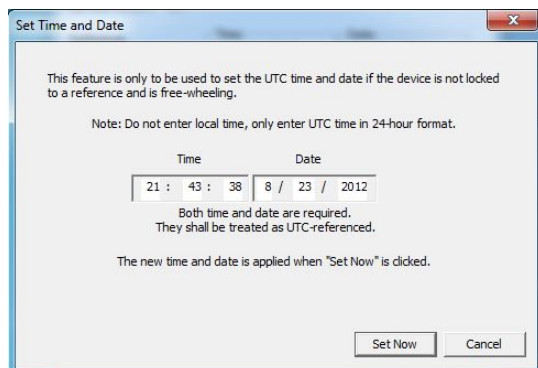 Set Time and Date
This feature is only to be used to set the UTC time and date if the device is not locked
to a reference and is free-wheeling.
Note: Do not enter local time, only enter UTC time in 24-hour format.
Time Date
21 : 43 : 38 8 / 23 / 2012
Both time and date are required.
They shall be treated as UTC-referenced.
The new time and date is applied when "Set Now" is clicked.
Set Now Cancel